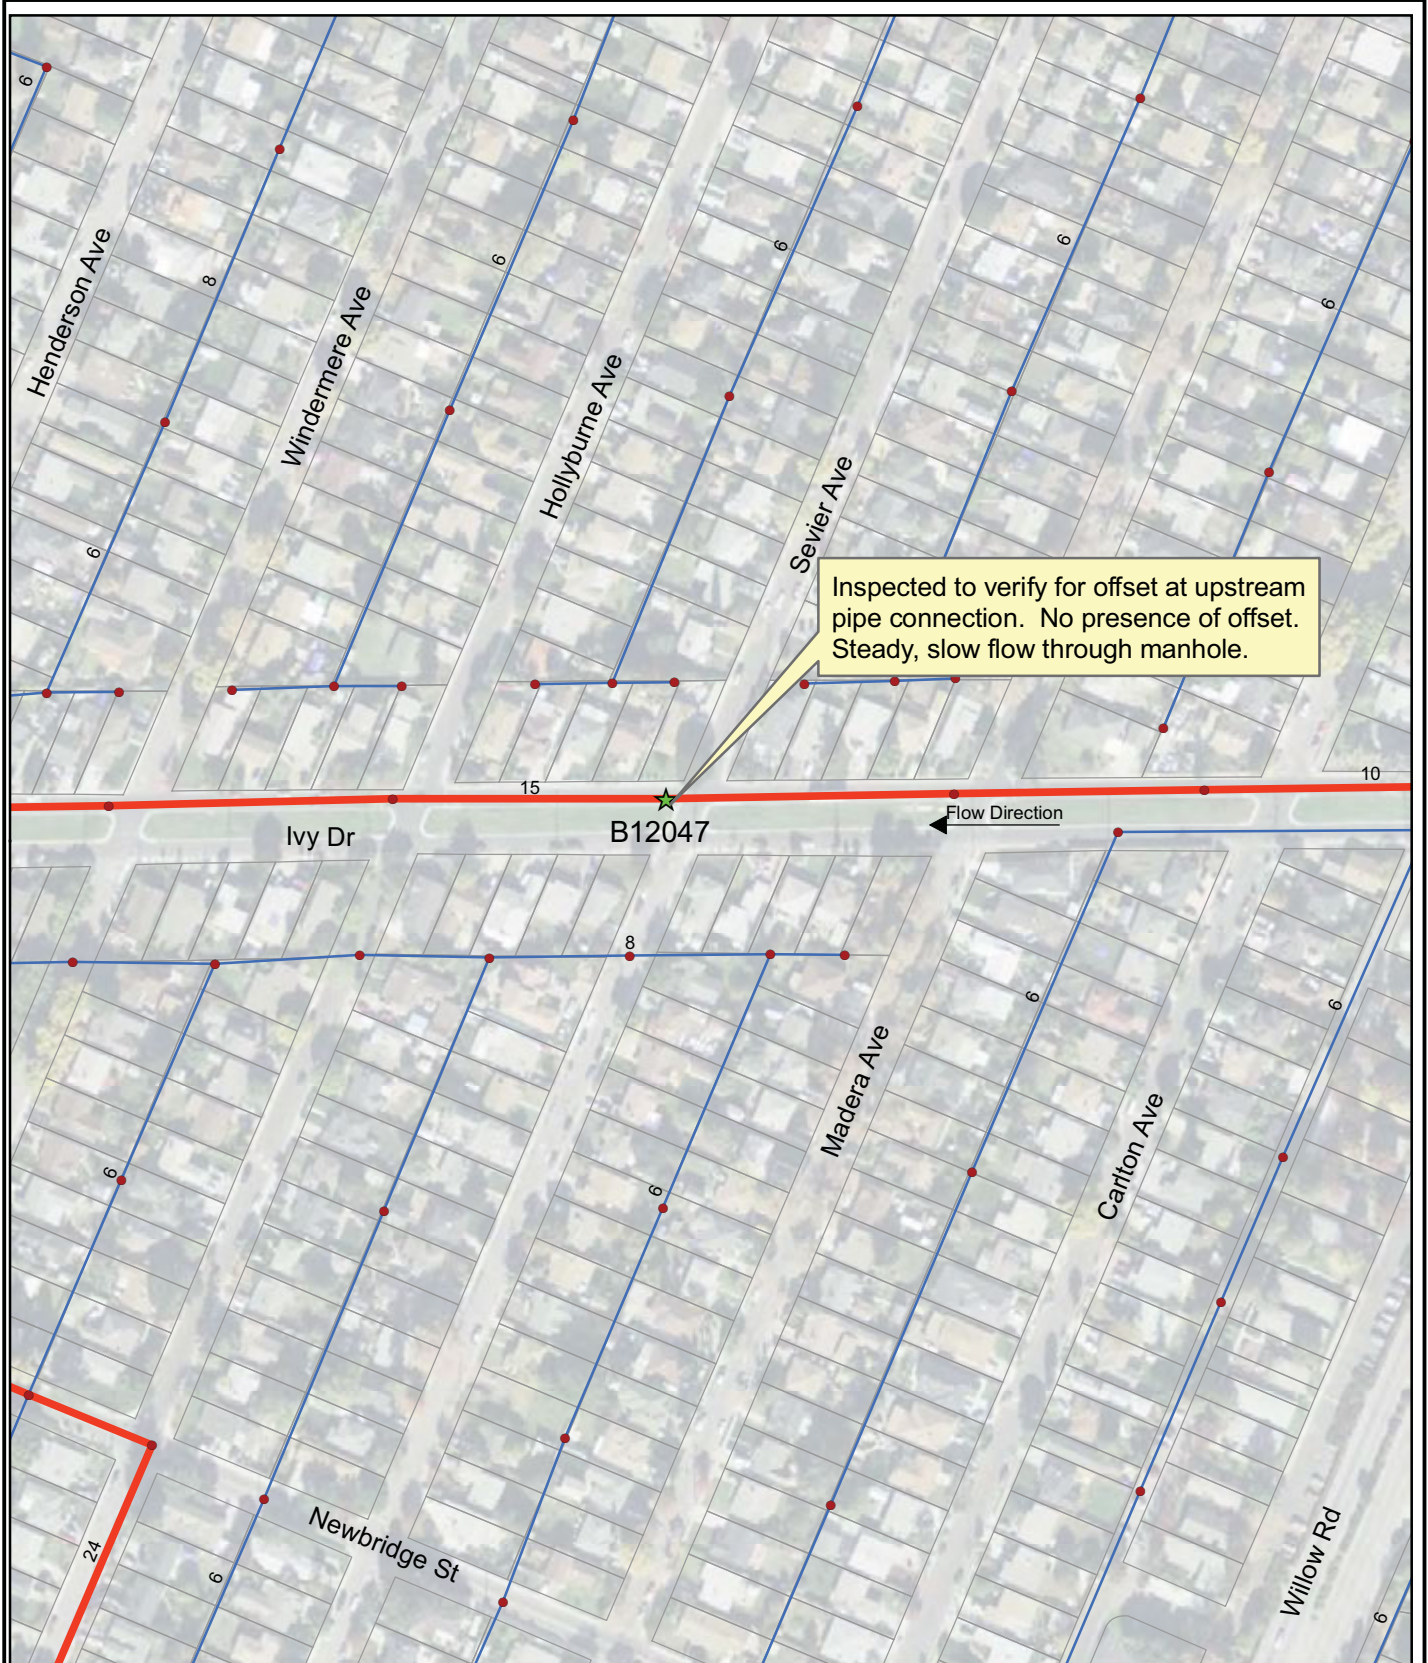 6
Henderson Ave
8
Windermere Ave
6
Hollyburne Ave
6
Sevier Ave
6
6
6
Inspected to verify for offset at upstream
pipe connection.  No presence of offset.
Steady, slow flow through manhole.
15
10
Flow Direction
Ivy Dr
B12047
8
6
6
6
6
Madera Ave
Carlton Ave
24
6
Newbridge St
Willow Rd
6